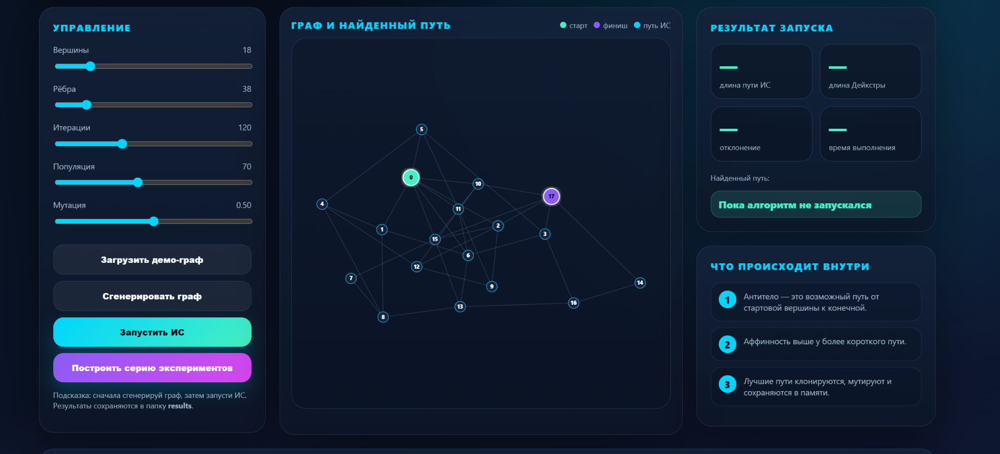 УПРАВЛЕНИЕ
Вершины 18
Рёбра 38
Итерации 120
Популяция 70
Мутация 0.50
Загрузить демо-граф
Сгенерировать граф
Запустить ИС
Построить серию экспериментов
Подсказка: сначала сгенерируй граф, затем запусти ИС.
Результаты сохраняются в папку results.
ГРАФ И НАЙДЕННЫЙ ПУТЬ
старт финиш путь ИС
5
0
10
17
4
11
2
1
3
15
6
12
7
14
9
16
13
8
РЕЗУЛЬТАТ ЗАПУСКА
—
длина пути ИС
—
длина Дейкстры
—
отклонение
—
время выполнения
Найденный путь:
Пока алгоритм не запускался
ЧТО ПРОИСХОДИТ ВНУТРИ
1 Антитело — это возможный путь от
стартовой вершины к конечной.
2 Аффинность выше у более короткого пути.
3 Лучшие пути клонируются, мутируют и
сохраняются в памяти.